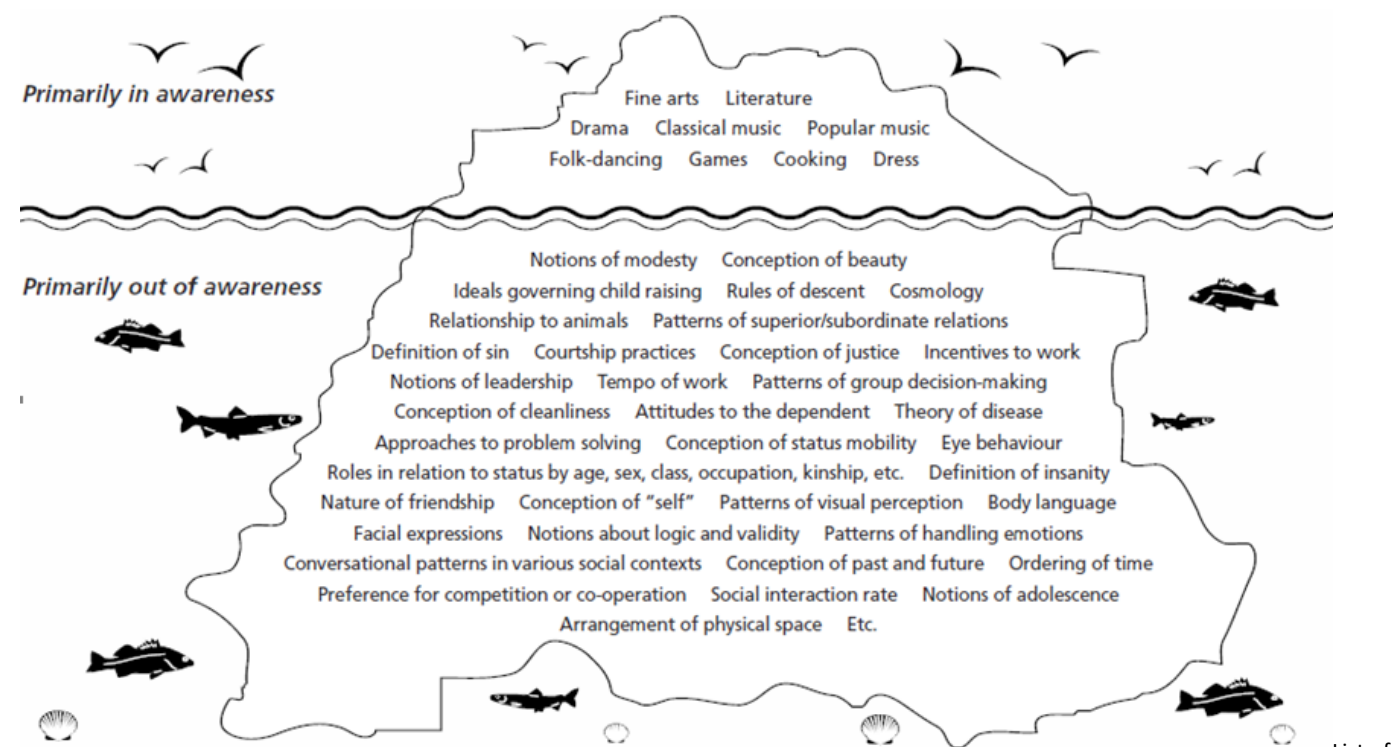 Primarily in awareness
Fine arts Literature
Drama Classical music Popular music
Folk-dancing Games Cooking Dress
Primarily out of awareness
Notions of modesty Conception of beauty
Ideals governing child raising Rules of descent Cosmology
Relationship to animals Patterns of superior/subordinate relations
Definition of sin Courtship practices Conception of justice Incentives to work
Notions of leadership Tempo of work Patterns of group decision-making
Conception of cleanliness Attitudes to the dependent Theory of disease
Approaches to problem solving Conception of status mobility Eye behaviour
Roles in relation to status by age, sex, class, occupation, kinship, etc. Definition of insanity
Nature of friendship Conception of “self” Patterns of visual perception Body language
Facial expressions Notions about logic and validity Patterns of handling emotions
Conversational patterns in various social contexts Conception of past and future Ordering of time
Preference for competition or co-operation Social interaction rate Notions of adolescence
Arrangement of physical space Etc.